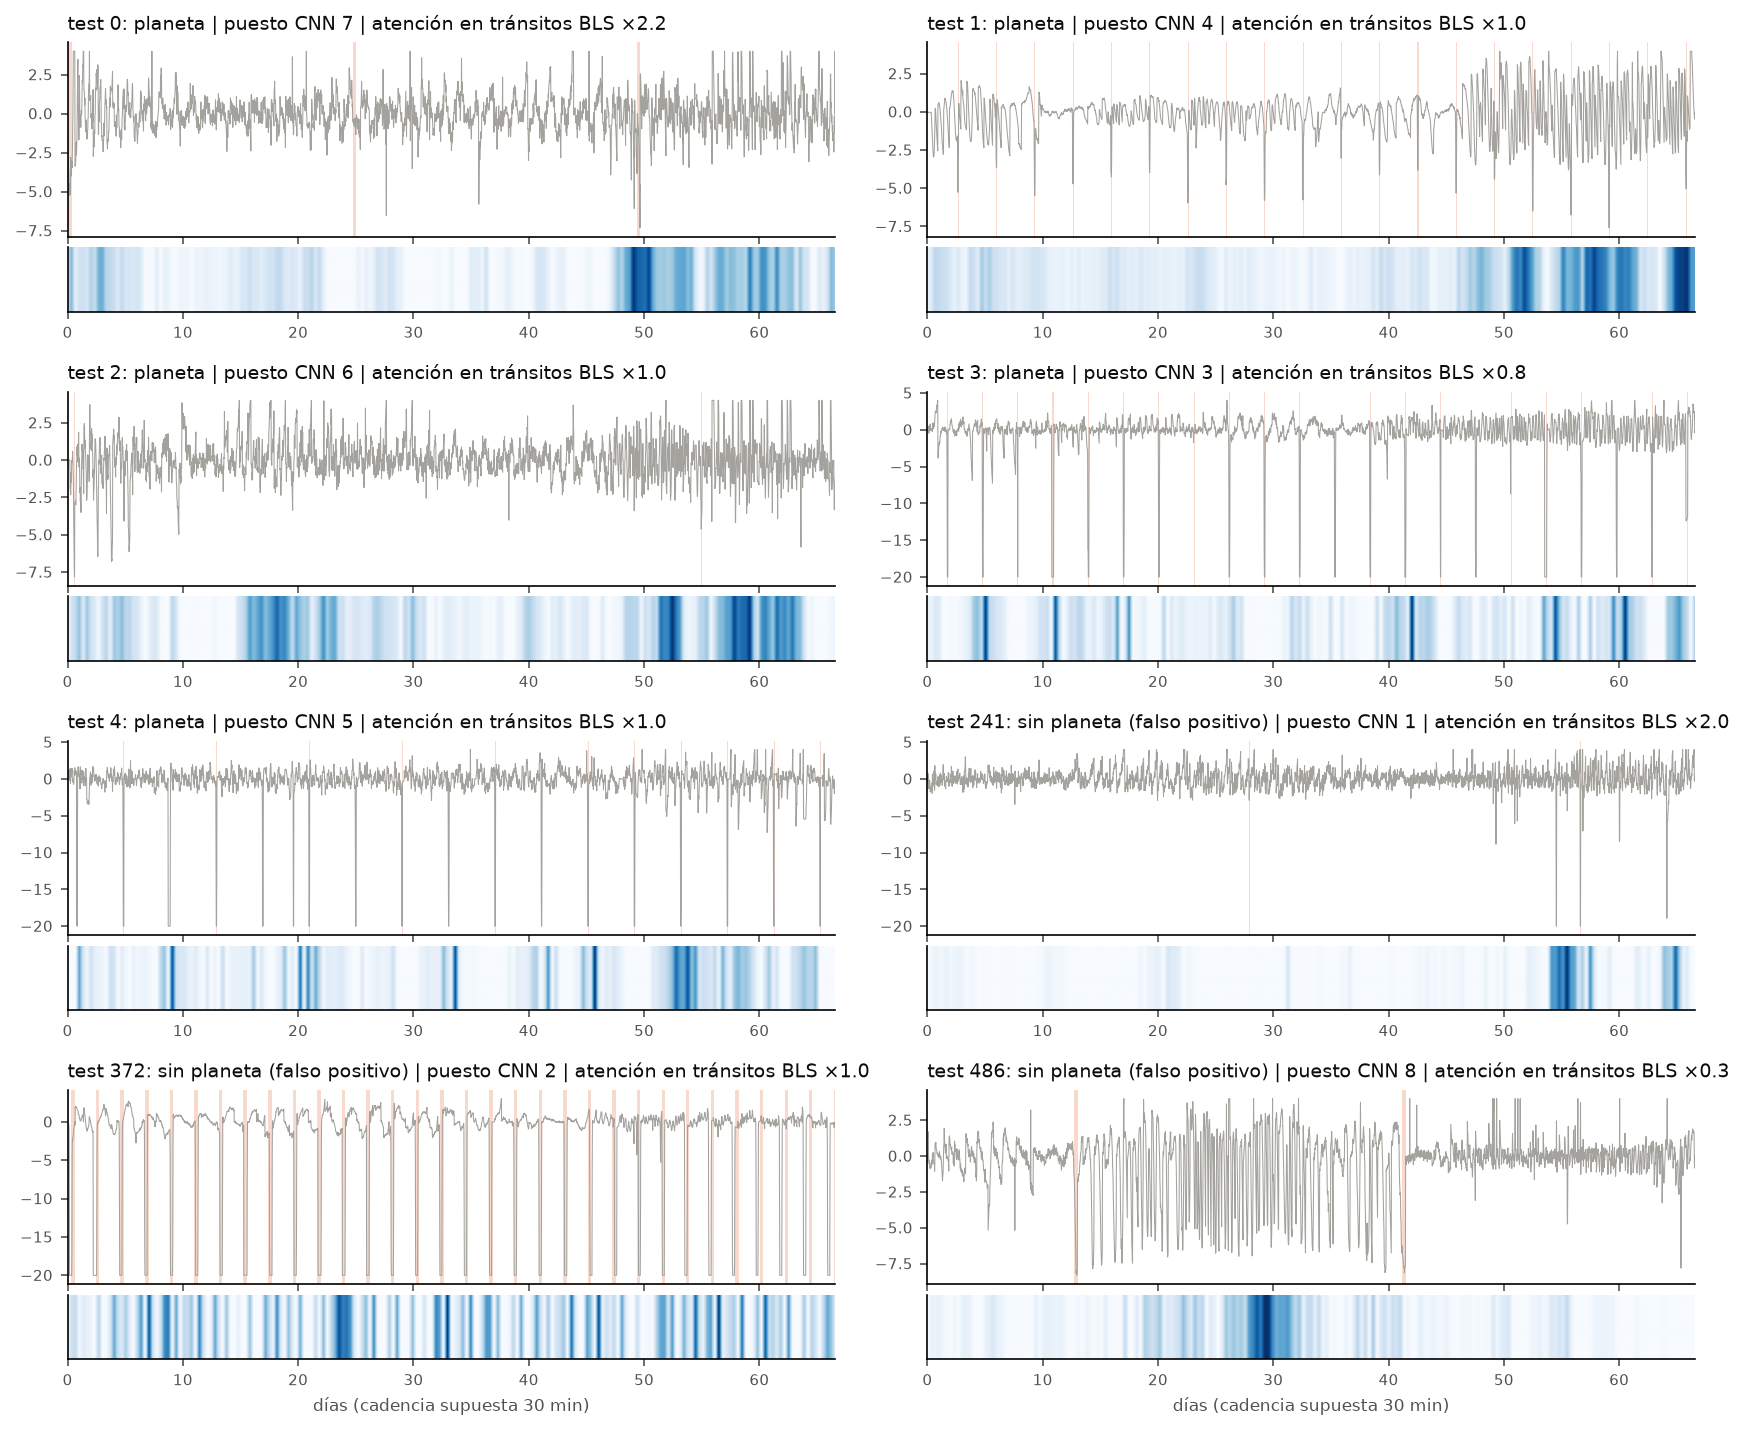 test 0: planeta | puesto CNN 7 | atención en tránsitos BLS ×2.2
2.5
0.0
−2.5
−5.0
−7.5
0 10 20 30 40 50 60
test 1: planeta | puesto CNN 4 | atención en tránsitos BLS ×1.0
2.5
0.0
−2.5
−5.0
−7.5
0 10 20 30 40 50 60
test 2: planeta | puesto CNN 6 | atención en tránsitos BLS ×1.0
2.5
0.0
−2.5
−5.0
−7.5
0 10 20 30 40 50 60
test 3: planeta | puesto CNN 3 | atención en tránsitos BLS ×0.8
5
0
−5
−10
−15
−20
0 10 20 30 40 50 60
test 4: planeta | puesto CNN 5 | atención en tránsitos BLS ×1.0
5
0
−5
−10
−15
−20
0 10 20 30 40 50 60
test 241: sin planeta (falso positivo) | puesto CNN 1 | atención en tránsitos BLS ×2.0
5
0
−5
−10
−15
−20
0 10 20 30 40 50 60
test 372: sin planeta (falso positivo) | puesto CNN 2 | atención en tránsitos BLS ×1.0
0
−5
−10
−15
−20
0 10 20 30 40 50 60
días (cadencia supuesta 30 min)
test 486: sin planeta (falso positivo) | puesto CNN 8 | atención en tránsitos BLS ×0.3
2.5
0.0
−2.5
−5.0
−7.5
0 10 20 30 40 50 60
días (cadencia supuesta 30 min)